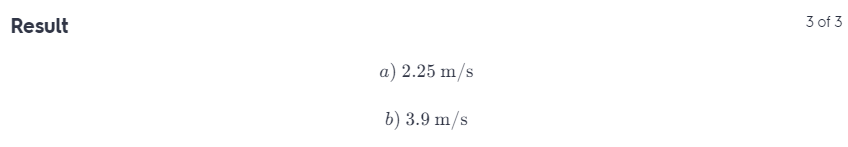 Result
3 of 3
a) 2.25 m/s
b) 3.9 m/s